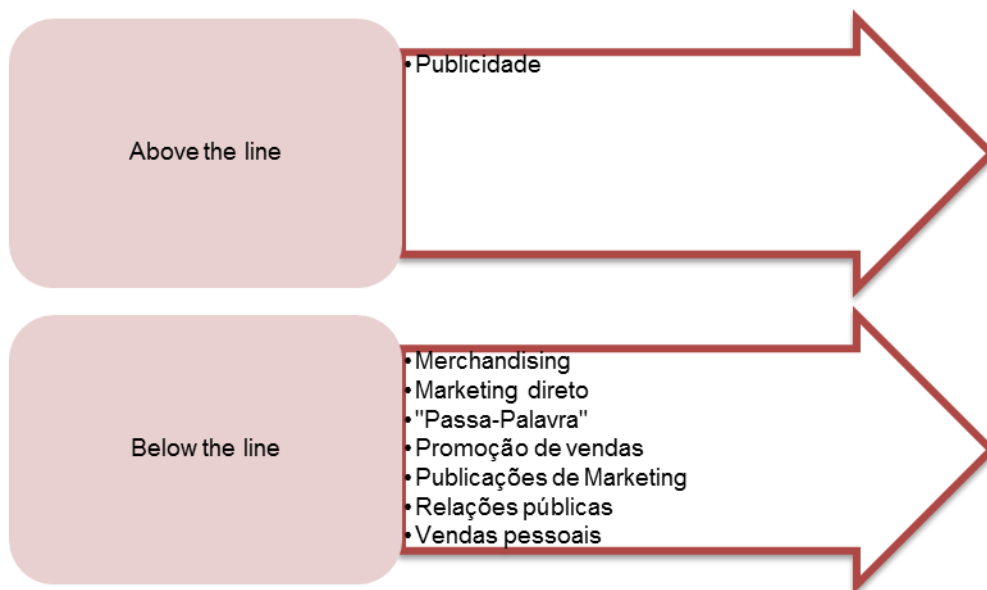 Above the line
•Publicidade
Below the line
•Merchandising
•Marketing direto
•"Passa-Palavra"
•Promoção de vendas
•Publicações de Marketing
•Relações públicas
•Vendas pessoais